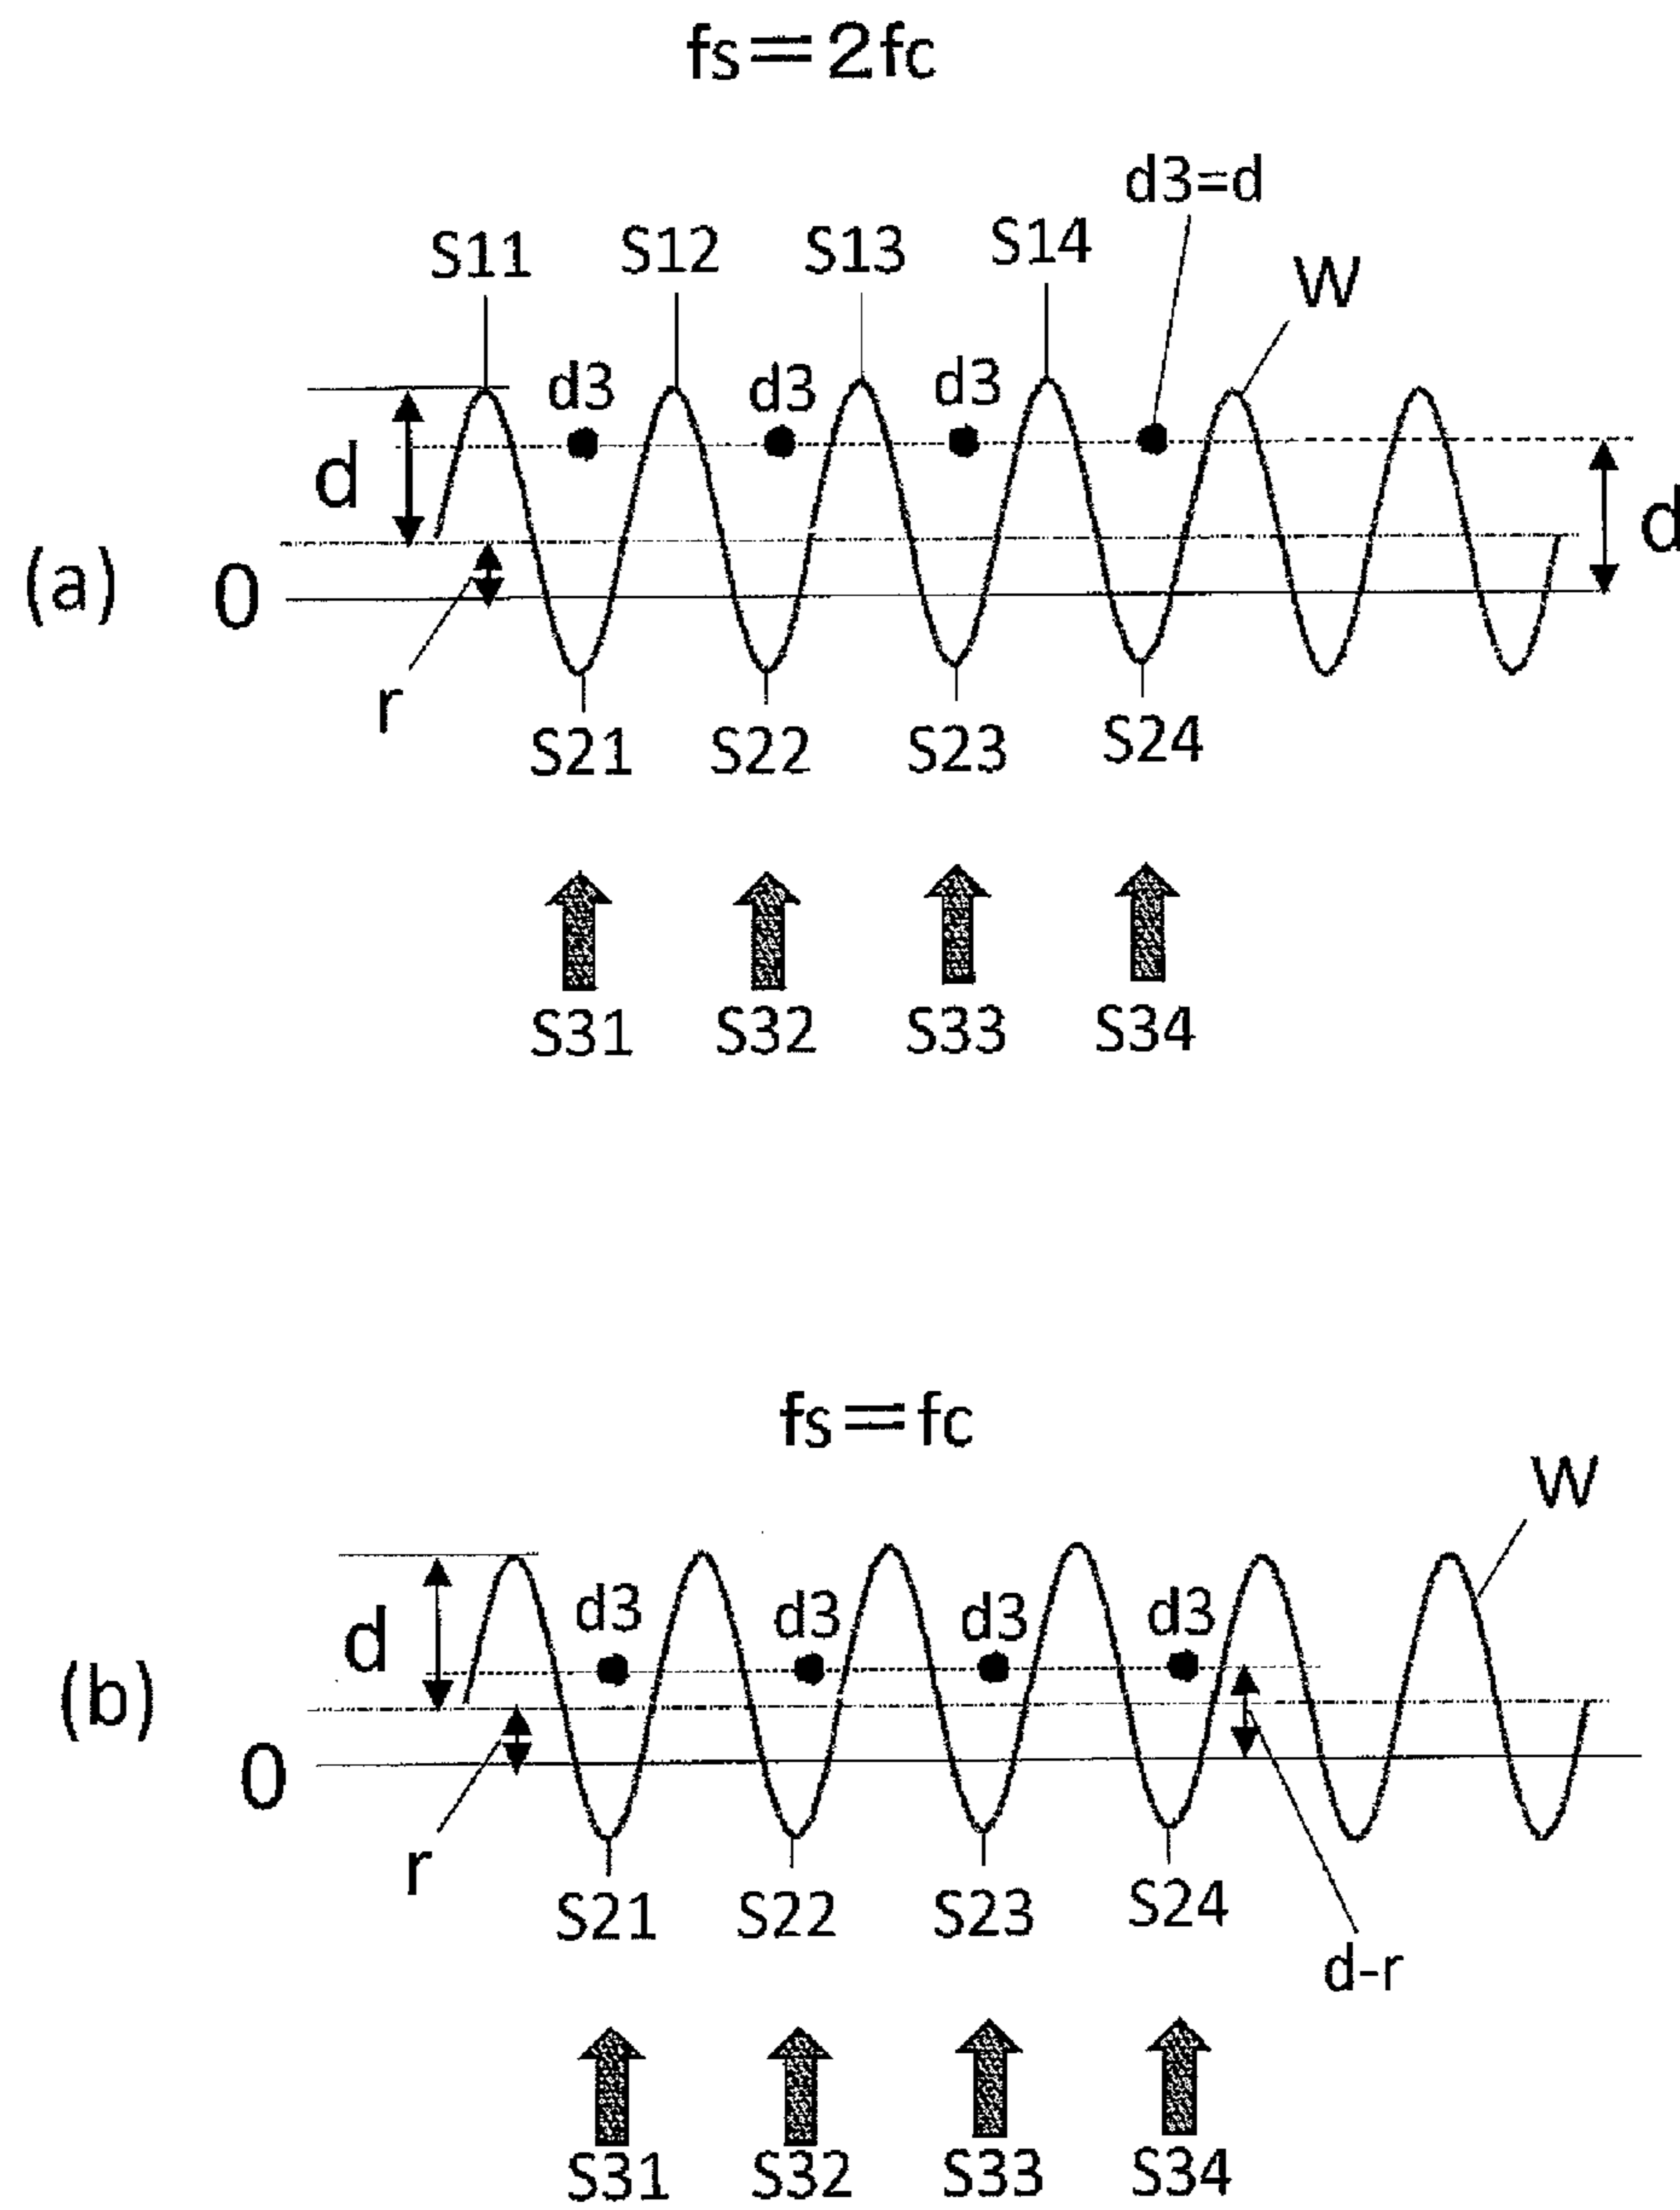 fs=2fc
d3=d
S11 S12 S13 S14 W
d3 d3 d3
d d
(a) 0
r
S21 S22 S23 S24
S31 S32 S33 S34
fs=fc
W
d3 d3 d3 d3
d
(b) 0
r
S21 S22 S23 S24
d-r
S31 S32 S33 S34